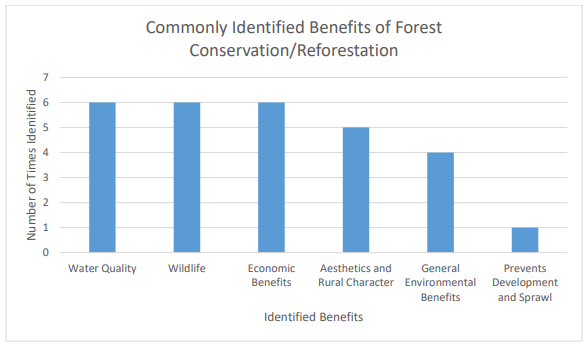 Commonly Identified Benefits of Forest
Conservation/Reforestation
Number of Times Idenitified
7
6
5
4
3
2
1
0
Water Quality
Wildlife
Economic
Benefits
Aesthetics and
Rural Character
General
Environmental
Benefits
Prevents
Development
and Sprawl
Identified Benefits